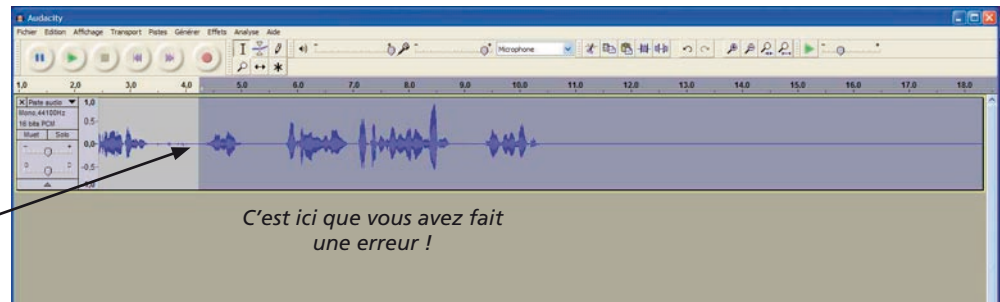 Audacity
Fichier Edition Affichage Transport Pistes Générer Effets Analyse Aide
Microphone
1,0 2,0 3,0 4,0 5,0 6,0 7,0 8,0 9,0 10,0 11,0 12,0 13,0 14,0 15,0 16,0 17,0 18,0
Piste audio
Mono, 44100Hz
16 bits PCM
Muet Solo
1,0
0,5
0,0
-0,5
C'est ici que vous avez fait
une erreur !